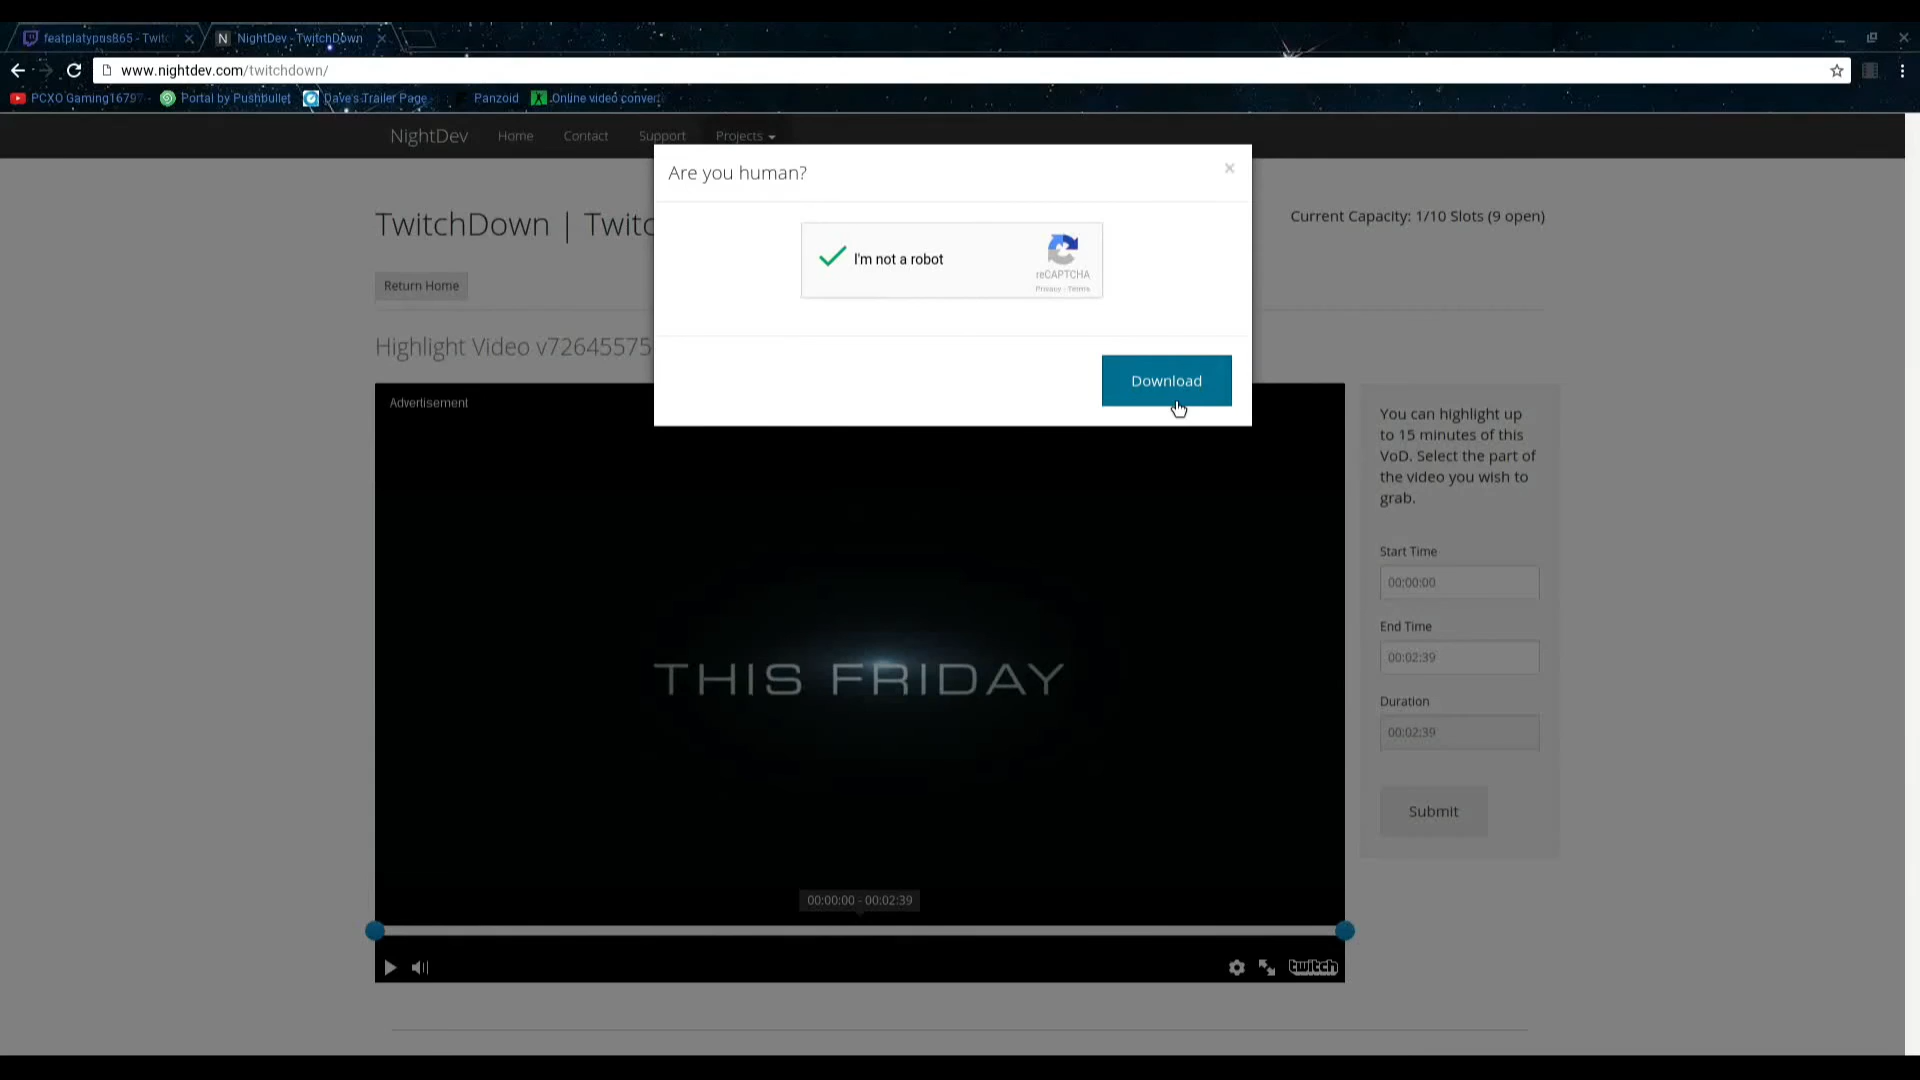 featplatypus865 - Twitc
NightDev - TwitchDown
www.nightdev.com/twitchdown/
PCXO Gaming1679
Portal by Pushbullet
Dave's Trailer Page
Panzoid
Online video conver
NightDev
Home
Contact
Support
Projects
Are you human?
×
TwitchDown | Twitc
Current Capacity: 1/10 Slots (9 open)
I'm not a robot
reCAPTCHA
Privacy - Terms
Return Home
Highlight Video v72645575
Download
Advertisement
You can highlight up
to 15 minutes of this
VoD. Select the part of
the video you wish to
grab.
Start Time
00:00:00
End Time
00:02:39
THIS FRIDAY
Duration
00:02:39
Submit
00:00:00 - 00:02:39
twitch